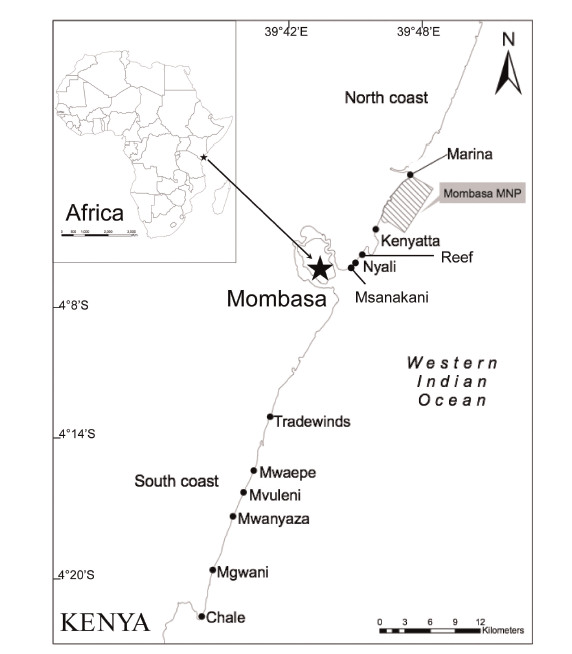 39°42'E
39°48'E
N
North coast
Marina
Mombasa MNP
Africa
Kenyatta
Reef
Nyali
Msanakani
Mombasa
4°8'S
Western
Indian
Ocean
Tradewinds
4°14'S
Mwaepe
South coast
Mvuleni
Mwanyaza
4°20'S
Mgwani
Chale
KENYA
0 3 6 9 12
Kilometers